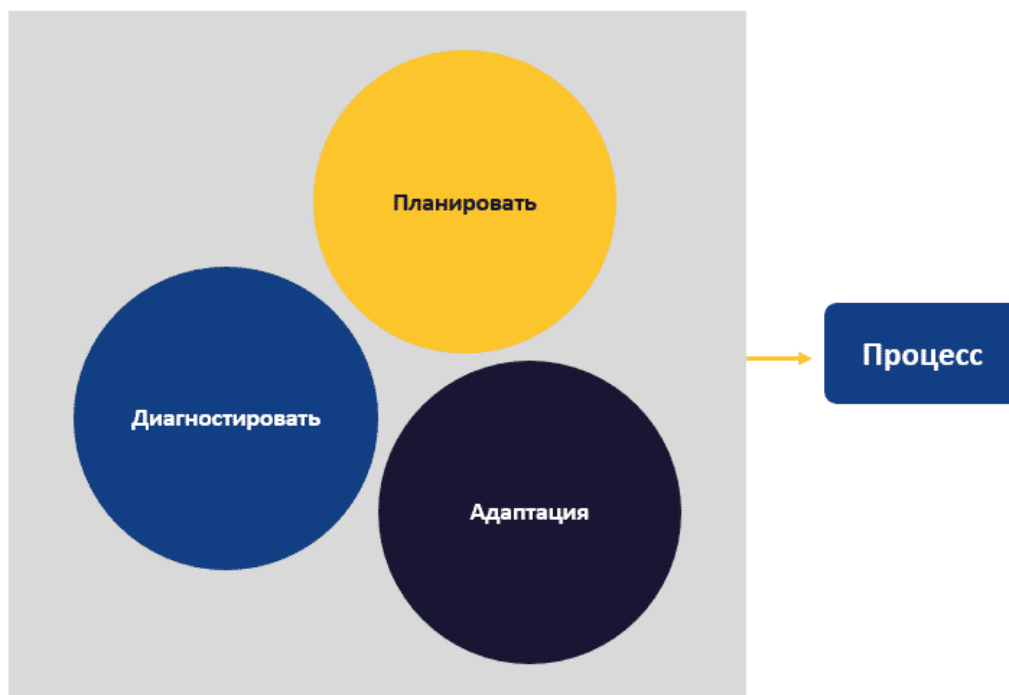 Планировать
Диагностировать
Адаптация
Процесс